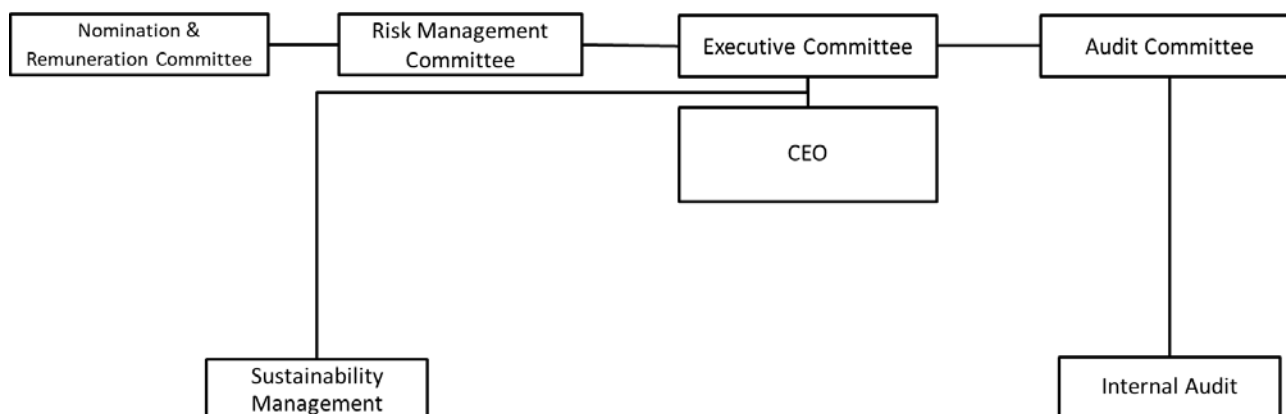 Nomination &
Remuneration Committee
Risk Management
Committee
Executive Committee
Audit Committee
CEO
Sustainability
Management
Internal Audit